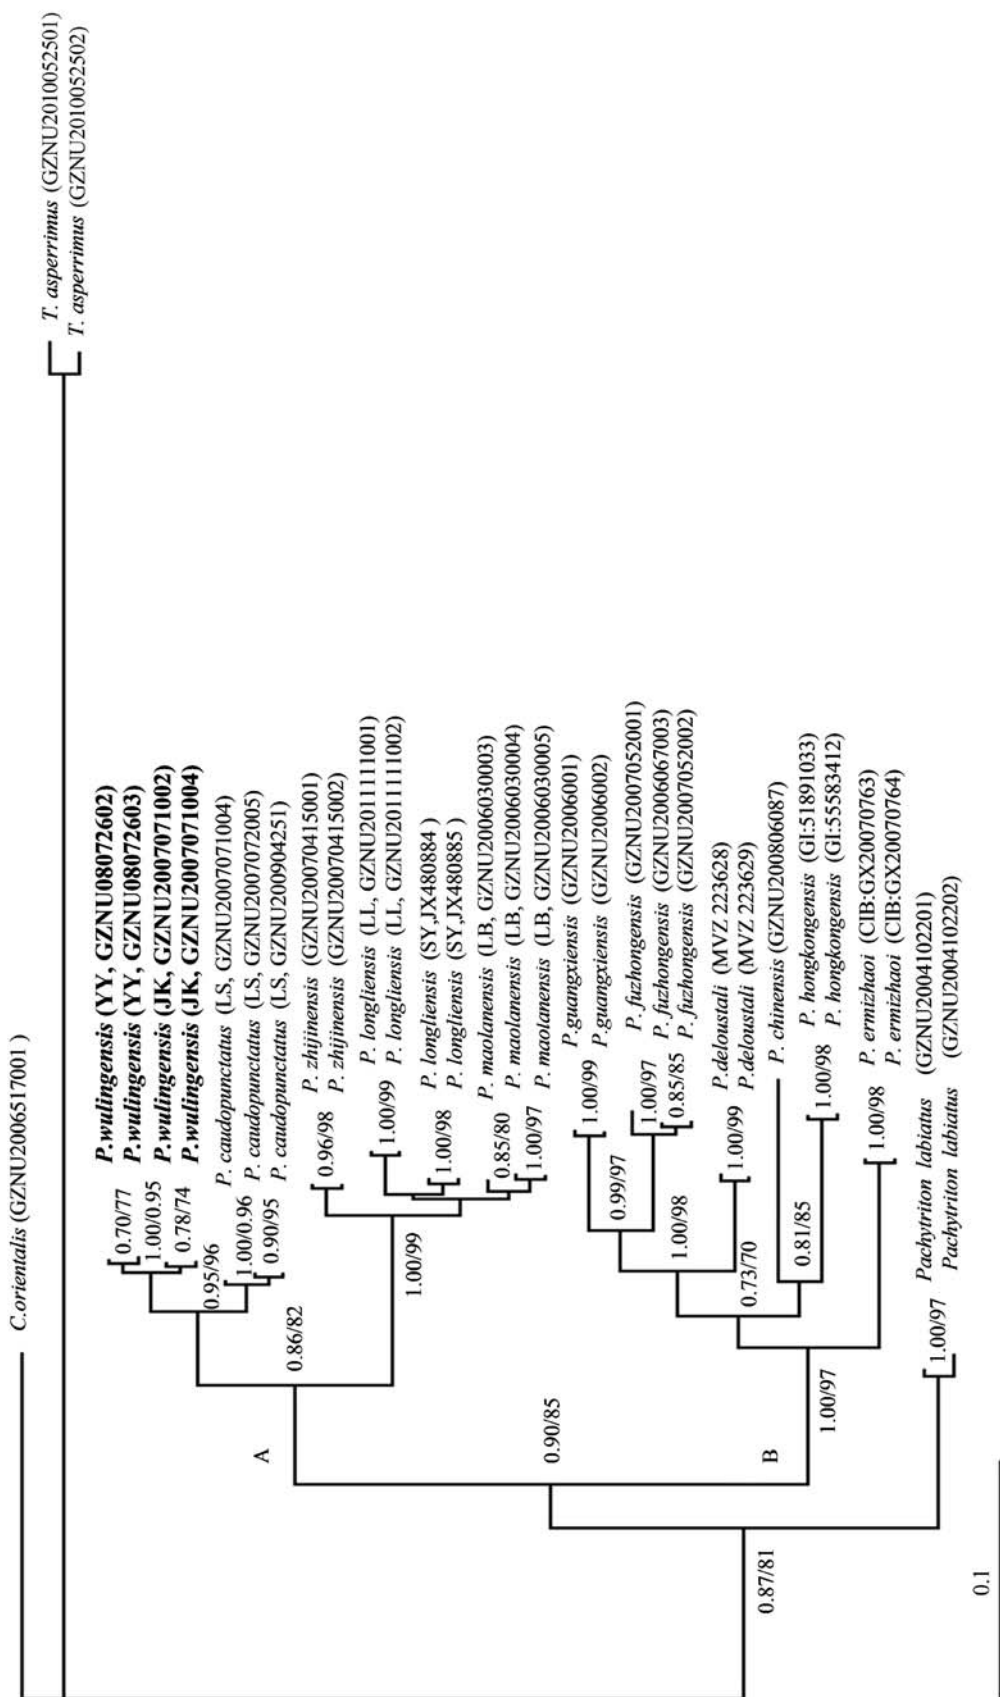 C.orientalis (GZNU2006517001 )
T. asperrimus (GZNU2010052501)
T. asperrimus (GZNU2010052502)
P.wulingensis (YY, GZNU08072602)
P.wulingensis (YY, GZNU08072603)
P.wulingensis (JK, GZNU2007071002)
P.wulingensis (JK, GZNU2007071004)
0.70/77
1.00/0.95
0.78/74
P. caudopunctatus (LS, GZNU2007071004)
P. caudopunctatus (LS, GZNU2007072005)
P. caudopunctatus (LS, GZNU200904251)
0.95/96
1.00/0.96
0.90/95
0.86/82
P. zhijinensis (GZNU20070415001)
P. zhijinensis (GZNU20070415002)
0.96/98
P. longliensis (LL, GZNU2011111001)
P. longliensis (LL, GZNU2011111002)
1.00/99
P. longliensis (SY,JX480884 )
P. longliensis (SY,JX480885 )
1.00/98
1.00/99
P. maolanensis (LB, GZNU2006030003)
P. maolanensis (LB, GZNU2006030004)
P. maolanensis (LB, GZNU2006030005)
0.85/80
1.00/97
A
0.90/85
P.guangxiensis (GZNU2006001)
P.guangxiensis (GZNU2006002)
1.00/99
0.99/97
P.fuzhongensis (GZNU2007052001)
P. fuzhongensis (GZNU2006067003)
P. fuzhongensis (GZNU2007052002)
1.00/97
0.85/85
1.00/98
P.deloustali (MVZ 223628)
P.deloustali (MVZ 223629)
1.00/99
0.73/70
P. chinensis (GZNU200806087)
0.81/85
P. hongkongensis (GI:51891033)
P. hongkongensis (GI:55583412)
1.00/98
B
1.00/97
P. ermizhaoi (CIB:GX20070763)
P. ermizhaoi (CIB:GX20070764)
1.00/98
Pachytriton labiatus (GZNU2004102201)
Pachytriton labiatus (GZNU2004102202)
1.00/97
0.87/81
0.1